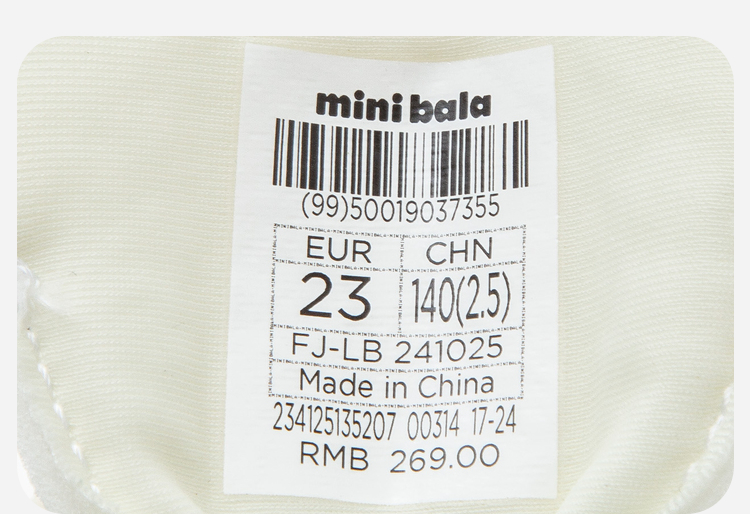 mini bala
(99)50019037355
EUR CHN
23 140(2.5)
FJ-LB 241025
Made in China
234125135207 00314 17-24
RMB 269.00